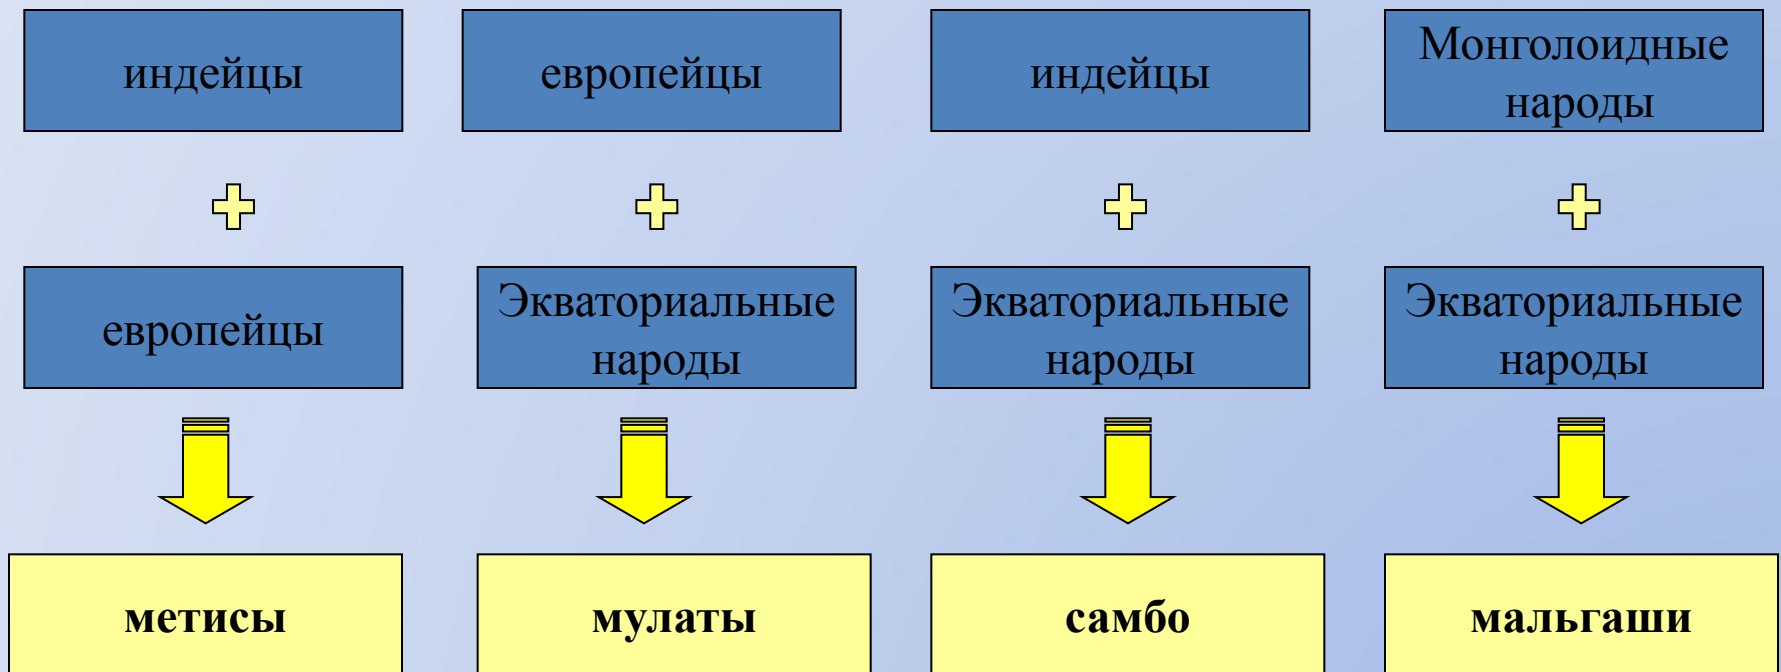 индейцы
европейцы
индейцы
Монголоидные
народы
европейцы
Экваториальные
народы
Экваториальные
народы
Экваториальные
народы
метисы
мулаты
самбо
мальгаши